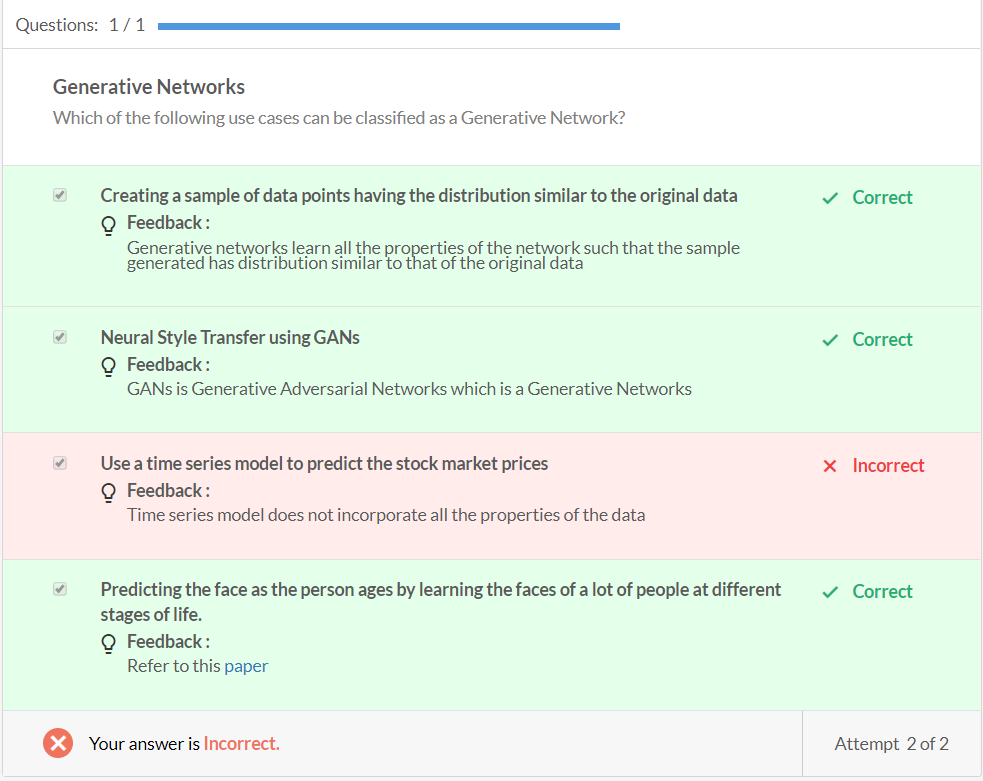 Questions: 1 / 1
Generative Networks
Which of the following use cases can be classified as a Generative Network?
Creating a sample of data points having the distribution similar to the original data
Correct
Feedback :
Generative networks learn all the properties of the network such that the sample
generated has distribution similar to that of the original data
Neural Style Transfer using GANs
Correct
Feedback :
GANs is Generative Adversarial Networks which is a Generative Networks
Use a time series model to predict the stock market prices
Incorrect
Feedback :
Time series model does not incorporate all the properties of the data
Predicting the face as the person ages by learning the faces of a lot of people at different
stages of life.
Correct
Feedback :
Refer to this paper
Your answer is Incorrect.
Attempt 2 of 2